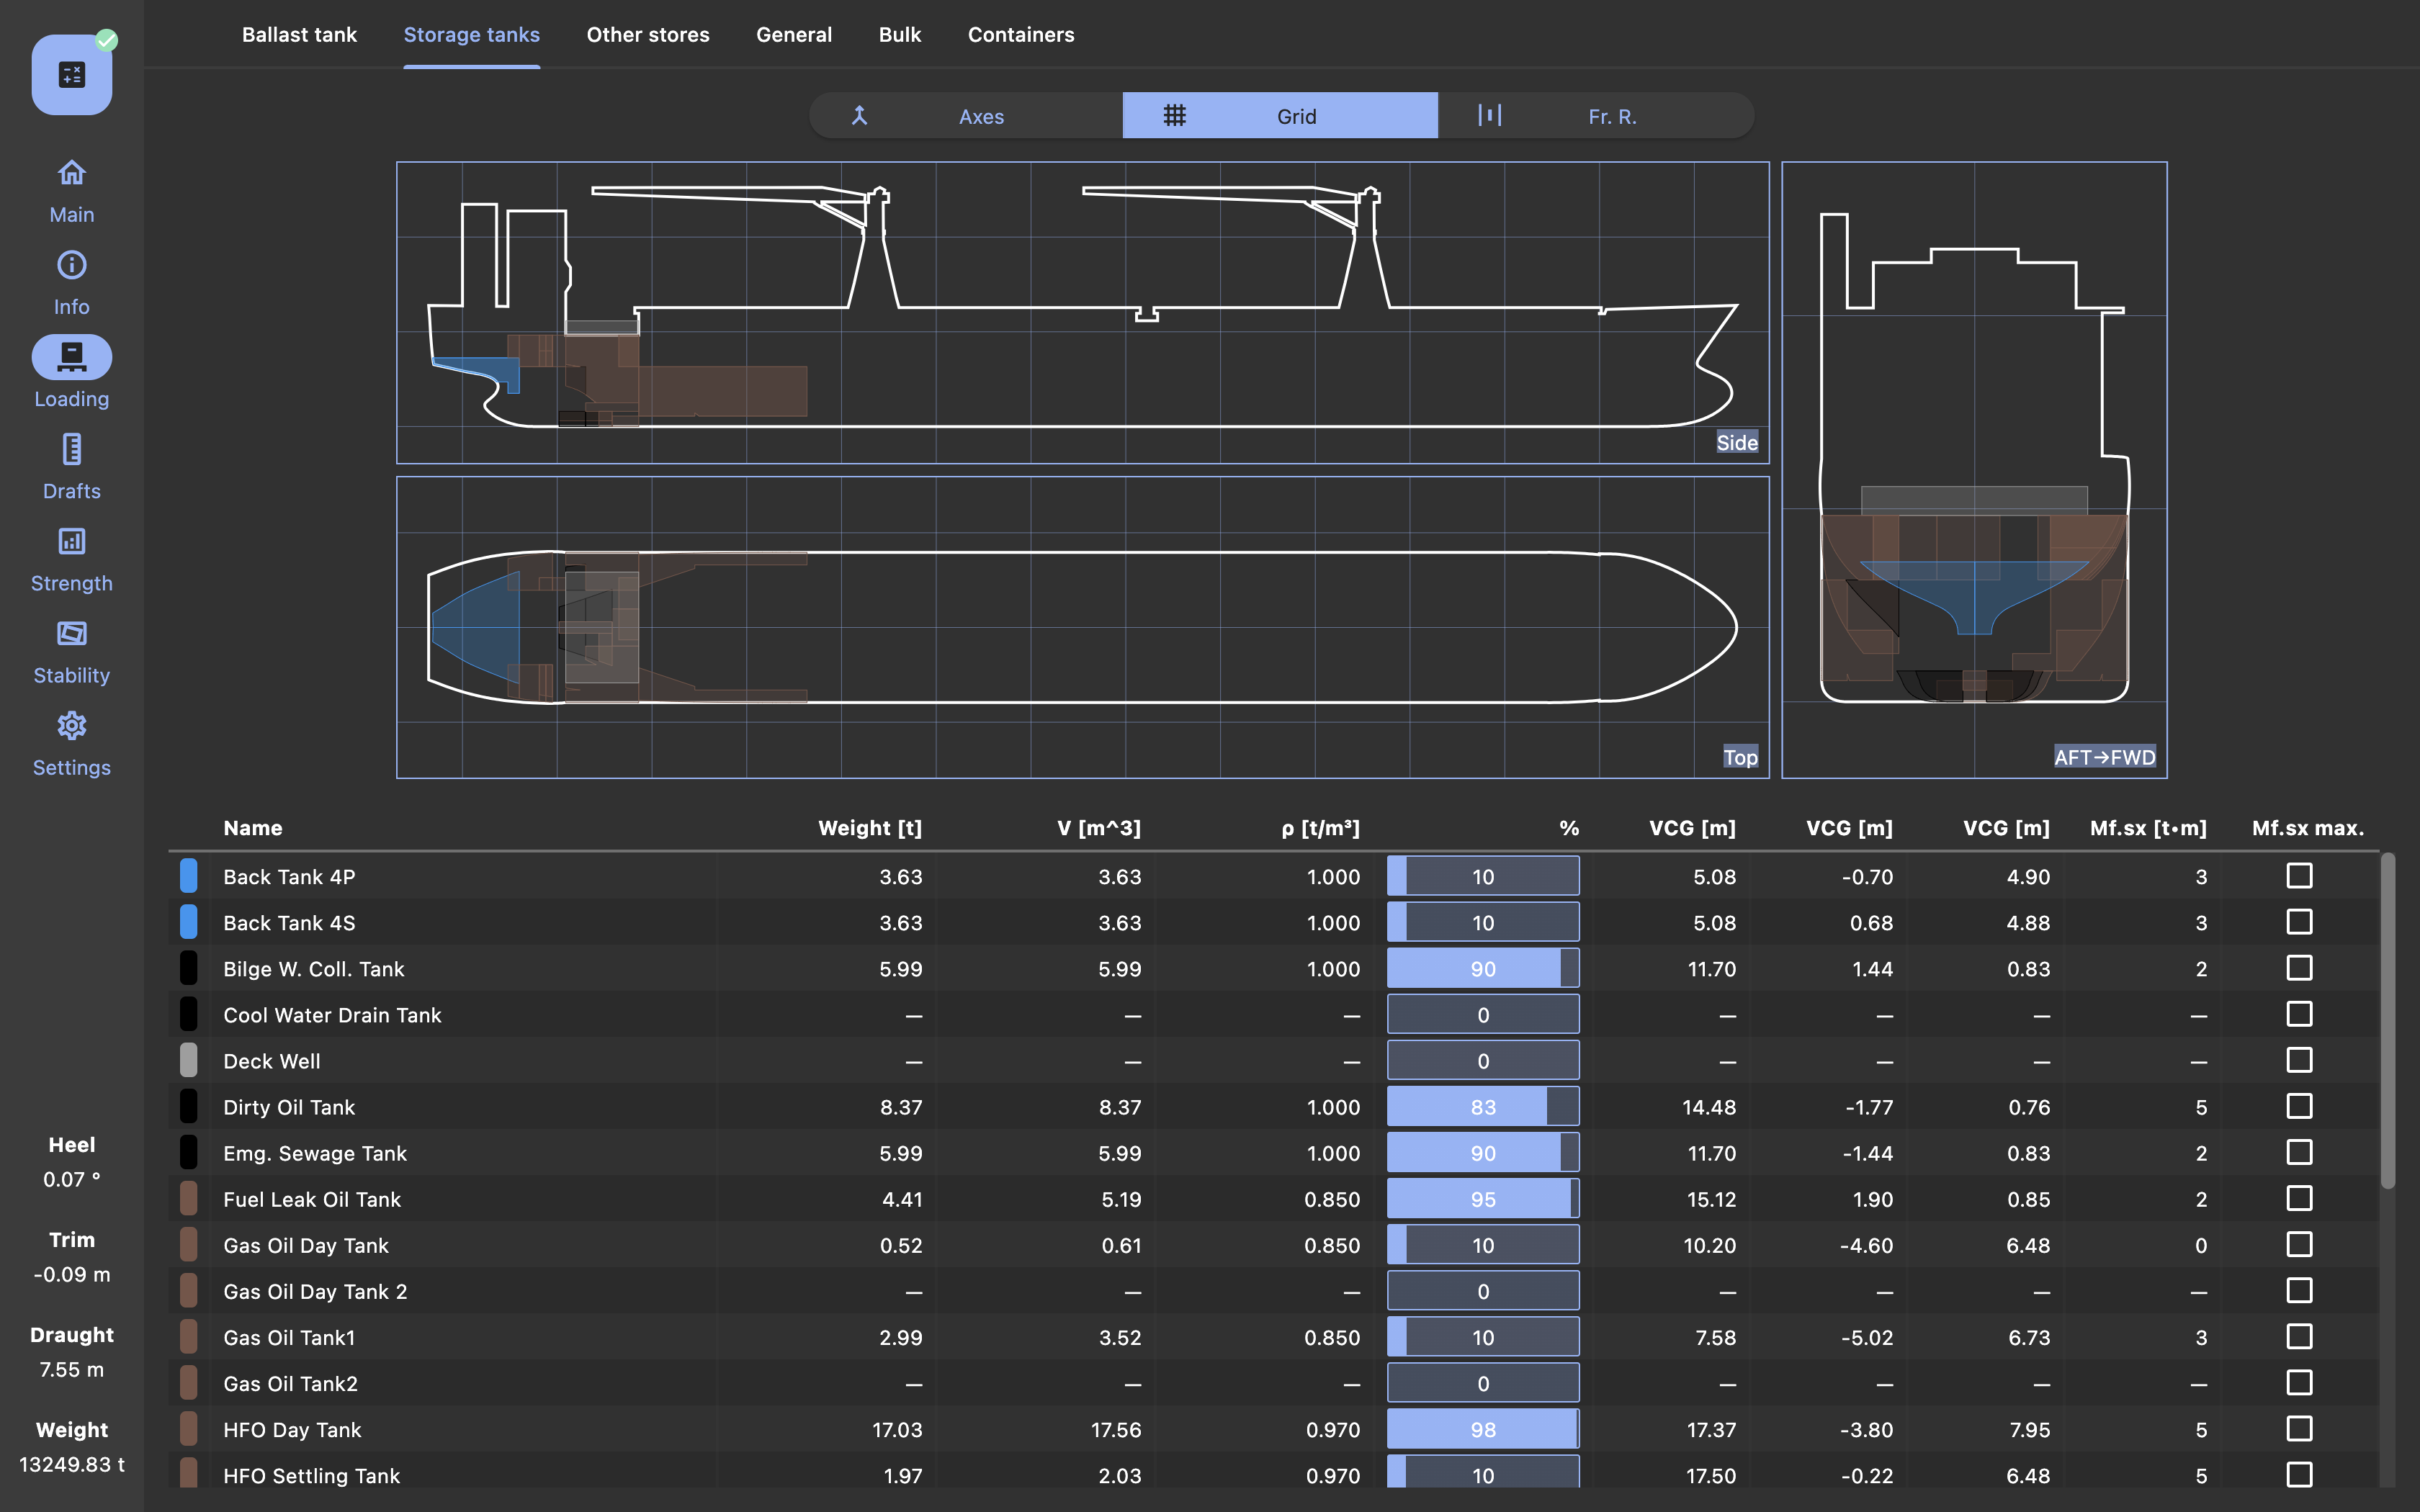 Ballast tank Storage tanks Other stores General Bulk Containers
Axes Grid Fr. R.
Main
Info
Loading
Drafts
Strength
Stability
Settings
Heel
0.07 °
Trim
-0.09 m
Draught
7.55 m
Weight
13249.83 t
Side
Top
AFT→FWD
Name Weight [t] V [m^3] ρ [t/m³] % VCG [m] VCG [m] VCG [m] Mf.sx [t•m] Mf.sx max.
Back Tank 4P 3.63 3.63 1.000 10 5.08 -0.70 4.90 3
Back Tank 4S 3.63 3.63 1.000 10 5.08 0.68 4.88 3
Bilge W. Coll. Tank 5.99 5.99 1.000 90 11.70 1.44 0.83 2
Cool Water Drain Tank — — — 0 — — — —
Deck Well — — — 0 — — — —
Dirty Oil Tank 8.37 8.37 1.000 83 14.48 -1.77 0.76 5
Emg. Sewage Tank 5.99 5.99 1.000 90 11.70 -1.44 0.83 2
Fuel Leak Oil Tank 4.41 5.19 0.850 95 15.12 1.90 0.85 2
Gas Oil Day Tank 0.52 0.61 0.850 10 10.20 -4.60 6.48 0
Gas Oil Day Tank 2 — — — 0 — — — —
Gas Oil Tank1 2.99 3.52 0.850 10 7.58 -5.02 6.73 3
Gas Oil Tank2 — — — 0 — — — —
HFO Day Tank 17.03 17.56 0.970 98 17.37 -3.80 7.95 5
HFO Settling Tank 1.97 2.03 0.970 10 17.50 -0.22 6.48 5